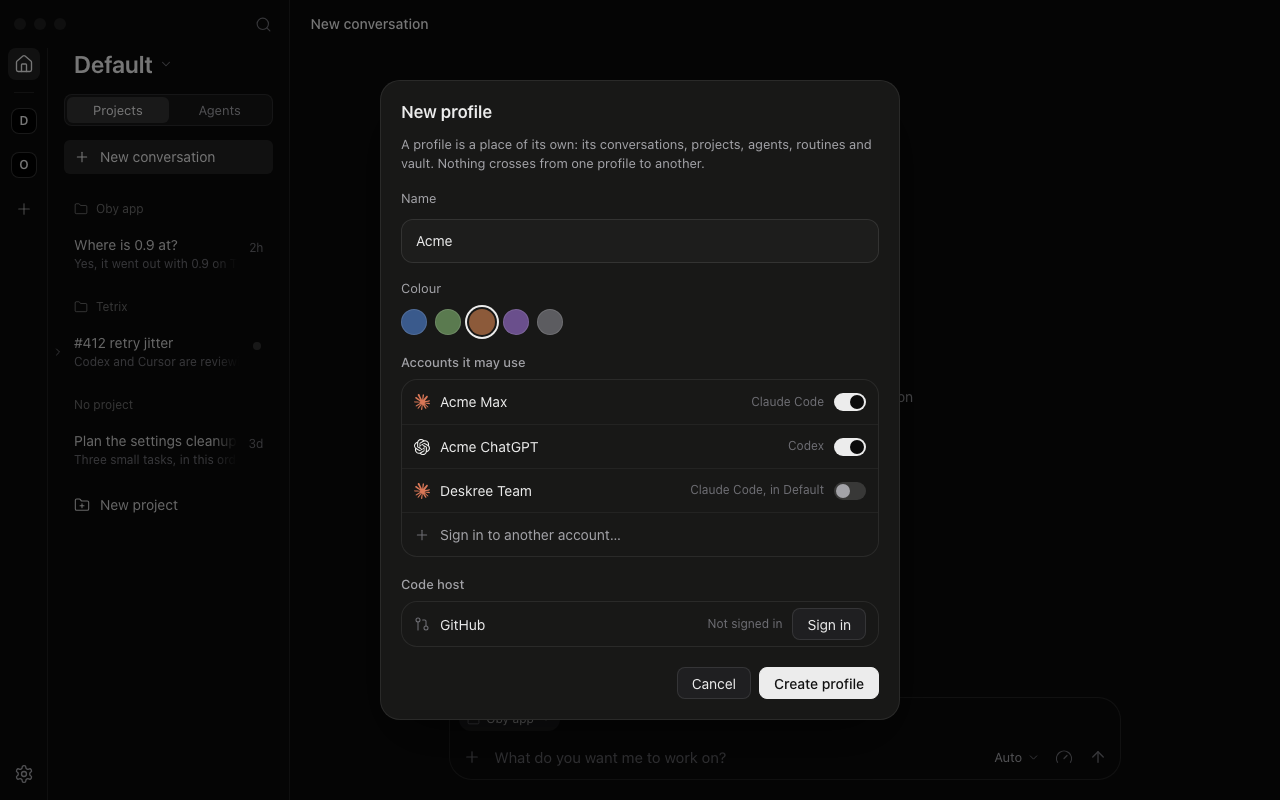 New conversation
Default
Projects
Agents
D
New conversation
O
Oby app
Where is 0.9 at?
2h
Yes, it went out with 0.9 on
Tetrix
#412 retry jitter
Codex and Cursor are review
No project
Plan the settings cleanup
3d
Three small tasks, in this
New project
New profile
A profile is a place of its own: its conversations, projects, agents, routines and
vault. Nothing crosses from one profile to another.
Name
Acme
Colour
Accounts it may use
Acme Max
Claude Code
Acme ChatGPT
Codex
Deskree Team
Claude Code, in Default
Sign in to another account...
Code host
GitHub
Not signed in
Sign in
Cancel
Create profile
on
Oby app
What do you want me to work on?
Auto